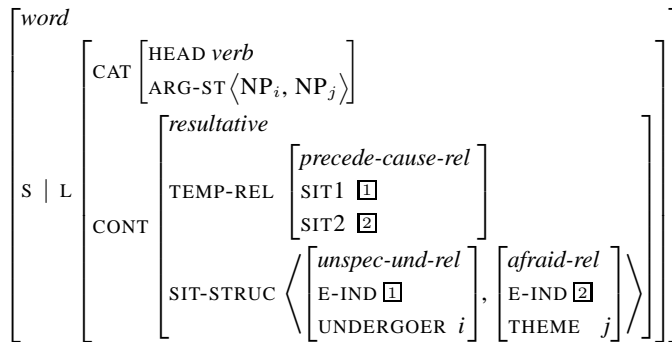 word
CAT HEAD verb
ARG-ST ⟨NPi, NPj⟩
S | L
CONT resultative
TEMP-REL precede-cause-rel
SIT1 1
SIT2 2
SIT-STRUC ⟨ unspec-und-rel
E-IND 1
UNDERGOER i , afraid-rel
E-IND 2
THEME j ⟩